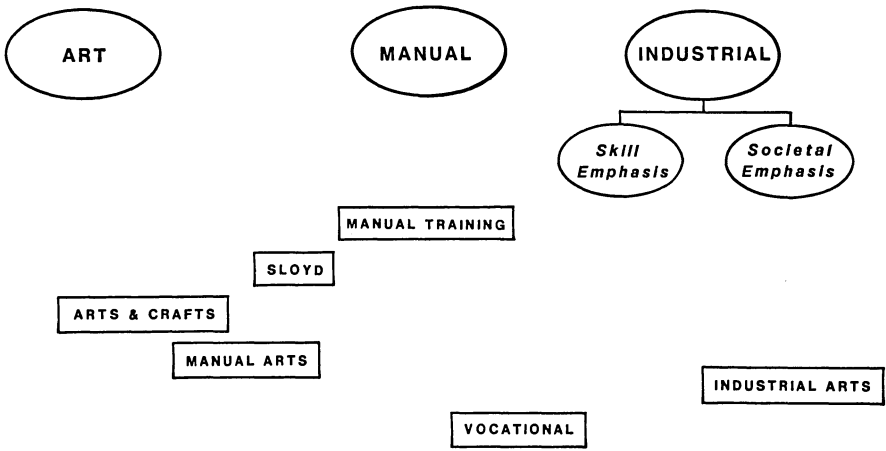 ART
MANUAL
INDUSTRIAL
Skill
Emphasis
Societal
Emphasis
MANUAL TRAINING
SLOYD
ARTS & CRAFTS
MANUAL ARTS
INDUSTRIAL ARTS
VOCATIONAL